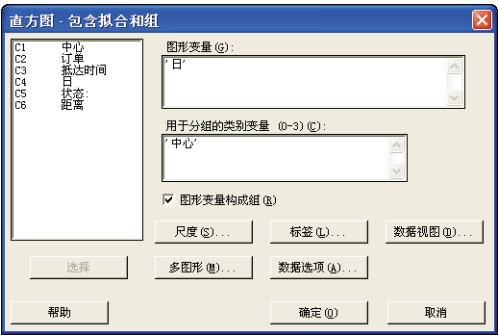 直方图 - 包含拟合和组
C1 中心
C2 订单
C3 抵达时间
C4 日
C5 状态:
C6 距离
图形变量(G):
'日'
用于分组的类别变量 (0-3)(C):
'中心'
图形变量构成组(R)
尺度(S)... 标签(L)... 数据视图(D)...
选择 多图形(M)... 数据选项(A)...
帮助 确定(O) 取消